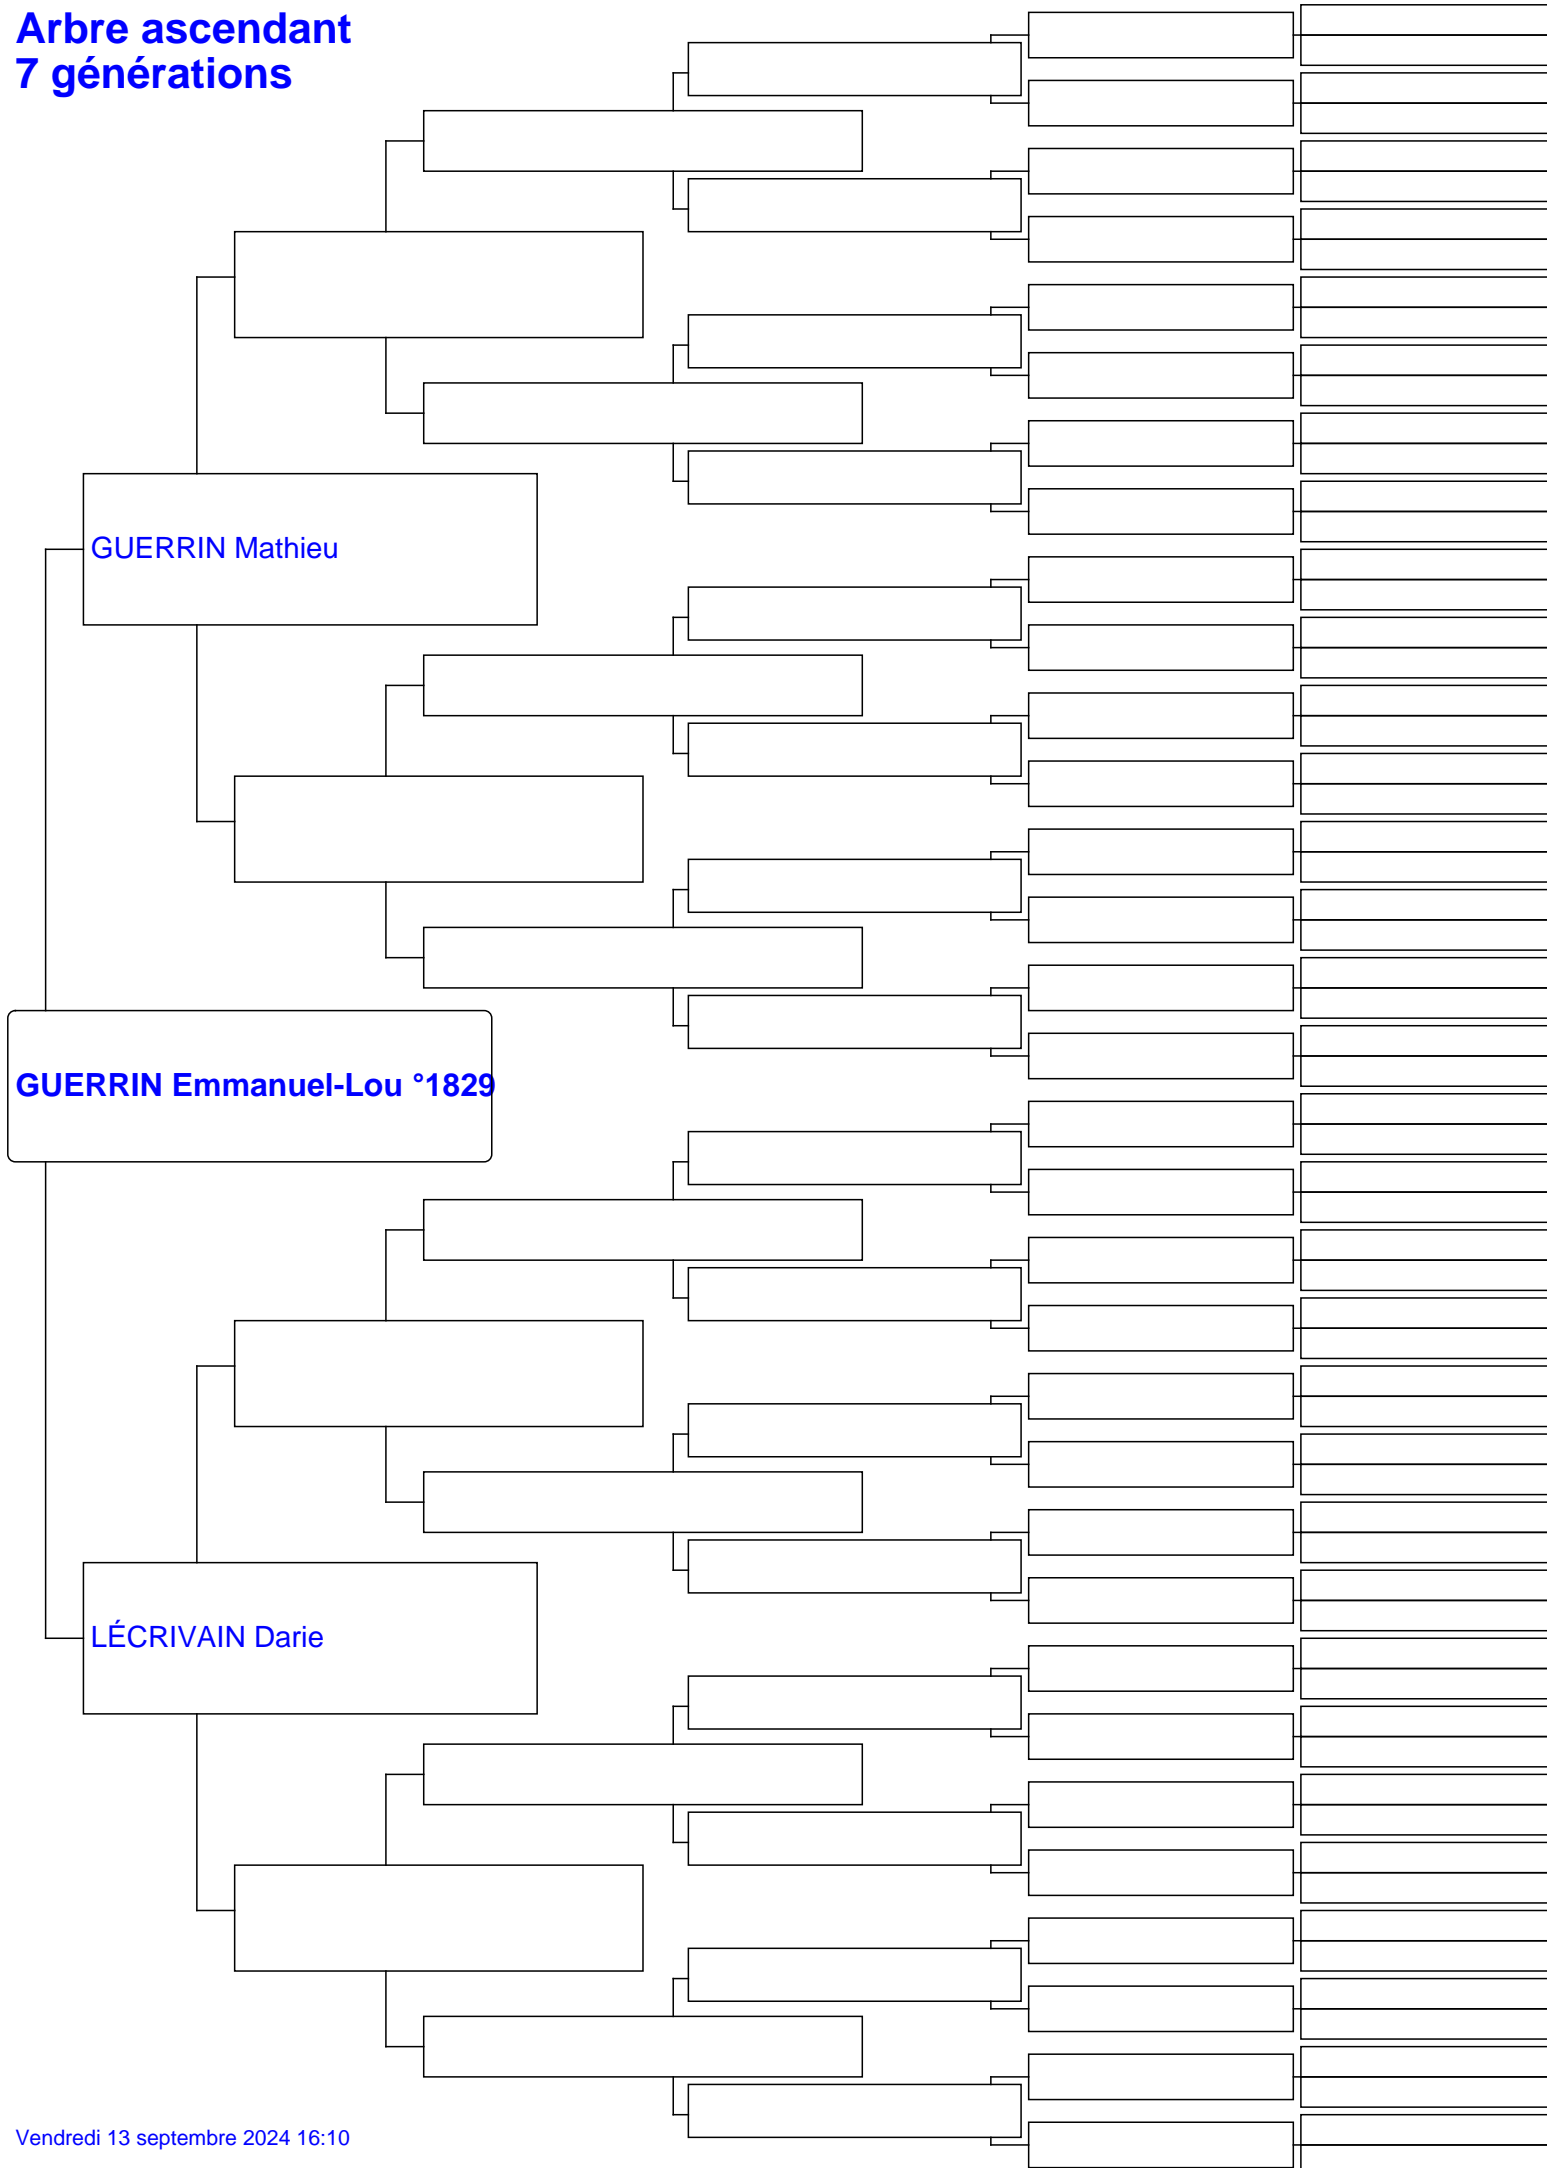 Arbre ascendant
7 générations
GUERRIN Mathieu
GUERRIN Emmanuel-Lou °1829
LÉCRIVAIN Darie
Vendredi 13 septembre 2024 16:10